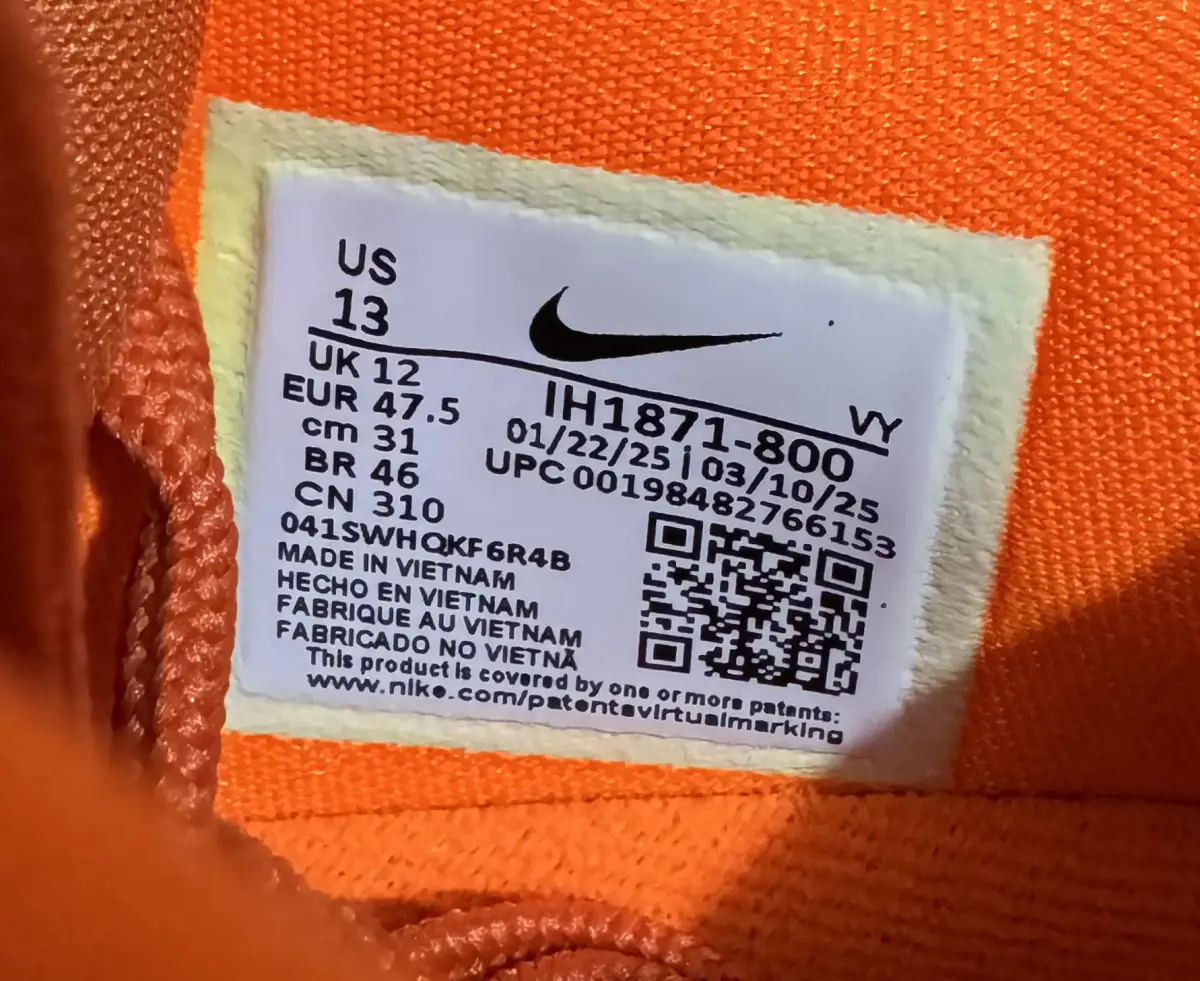 US
13
UK 12
EUR 47.5
cm 31
BR 46
CN 310
VY
IH1871-800
01/22/25 | 03/10/25
UPC 00198482766153
041SWHQKF6R4B
MADE IN VIETNAM
HECHO EN VIETNAM
FABRIQUE AU VIETNAM
FABRICADO NO VIETNÃ
This product is covered by one or more patents:
www.nike.com/patentsvirtualmarking